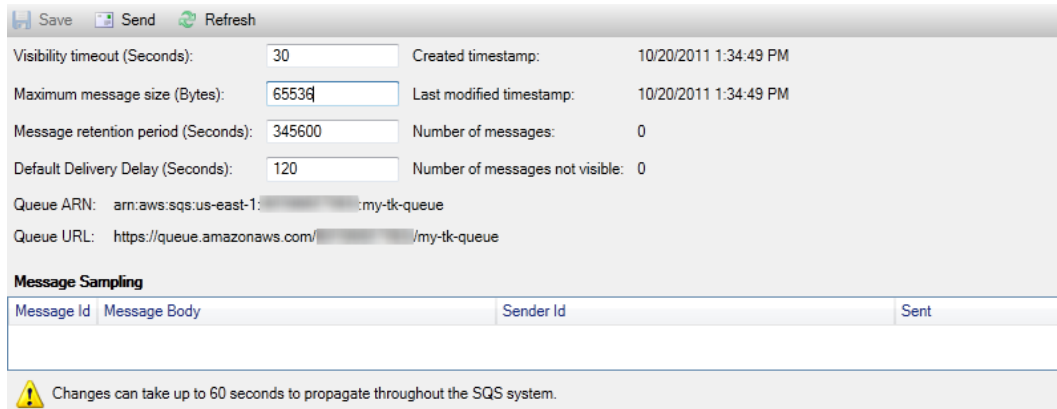 Save Send Refresh
Visibility timeout (Seconds): 30 Created timestamp: 10/20/2011 1:34:49 PM
Maximum message size (Bytes): 65536 Last modified timestamp: 10/20/2011 1:34:49 PM
Message retention period (Seconds): 345600 Number of messages: 0
Default Delivery Delay (Seconds): 120 Number of messages not visible: 0
Queue ARN: arn:aws:sqs:us-east-1: :my-tk-queue
Queue URL: https://queue.amazonaws.com/ /my-tk-queue
Message Sampling
Message Id Message Body Sender Id Sent
Changes can take up to 60 seconds to propagate throughout the SQS system.